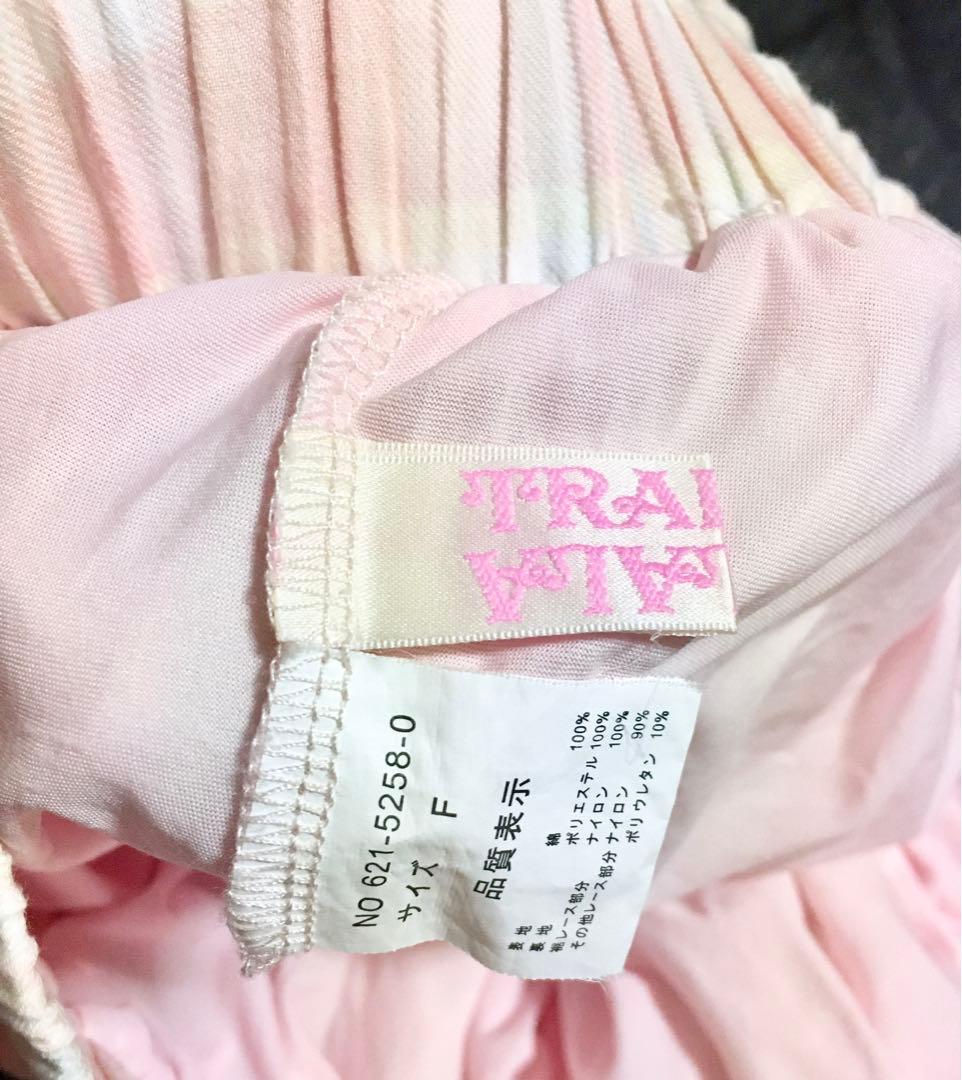 TRAI
NO 621-5258-0
サイズ F
品質表示
表地 綿 100%
裏地 ポリエステル 100%
裾レース部分 ナイロン 100%
その他レース部分 ナイロン 90%
ポリウレタン 10%